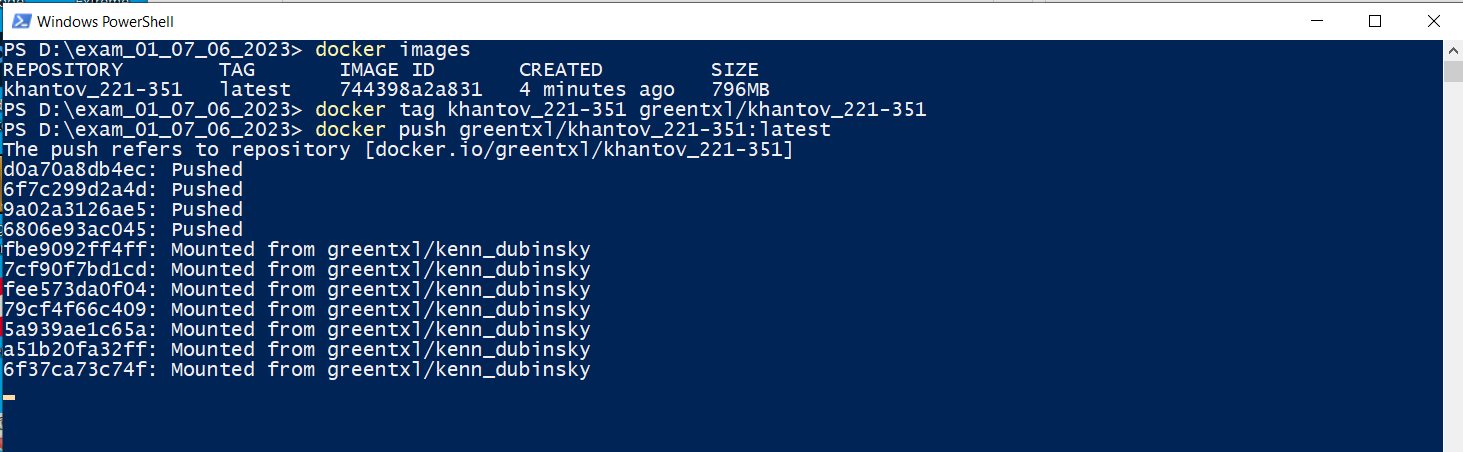 Windows PowerShell
PS D:\exam_01_07_06_2023> docker images
REPOSITORY        TAG       IMAGE ID       CREATED         SIZE
khantov_221-351   latest    744398a2a831   4 minutes ago   796MB
PS D:\exam_01_07_06_2023> docker tag khantov_221-351 greentxl/khantov_221-351
PS D:\exam_01_07_06_2023> docker push greentxl/khantov_221-351:latest
The push refers to repository [docker.io/greentxl/khantov_221-351]
d0a70a8db4ec: Pushed
6f7c299d2a4d: Pushed
9a02a3126ae5: Pushed
6806e93ac045: Pushed
fbe9092ff4ff: Mounted from greentxl/kenn_dubinsky
7cf90f7bd1cd: Mounted from greentxl/kenn_dubinsky
fee573da0f04: Mounted from greentxl/kenn_dubinsky
79cf4f66c409: Mounted from greentxl/kenn_dubinsky
5a939ae1c65a: Mounted from greentxl/kenn_dubinsky
a51b20fa32ff: Mounted from greentxl/kenn_dubinsky
6f37ca73c74f: Mounted from greentxl/kenn_dubinsky